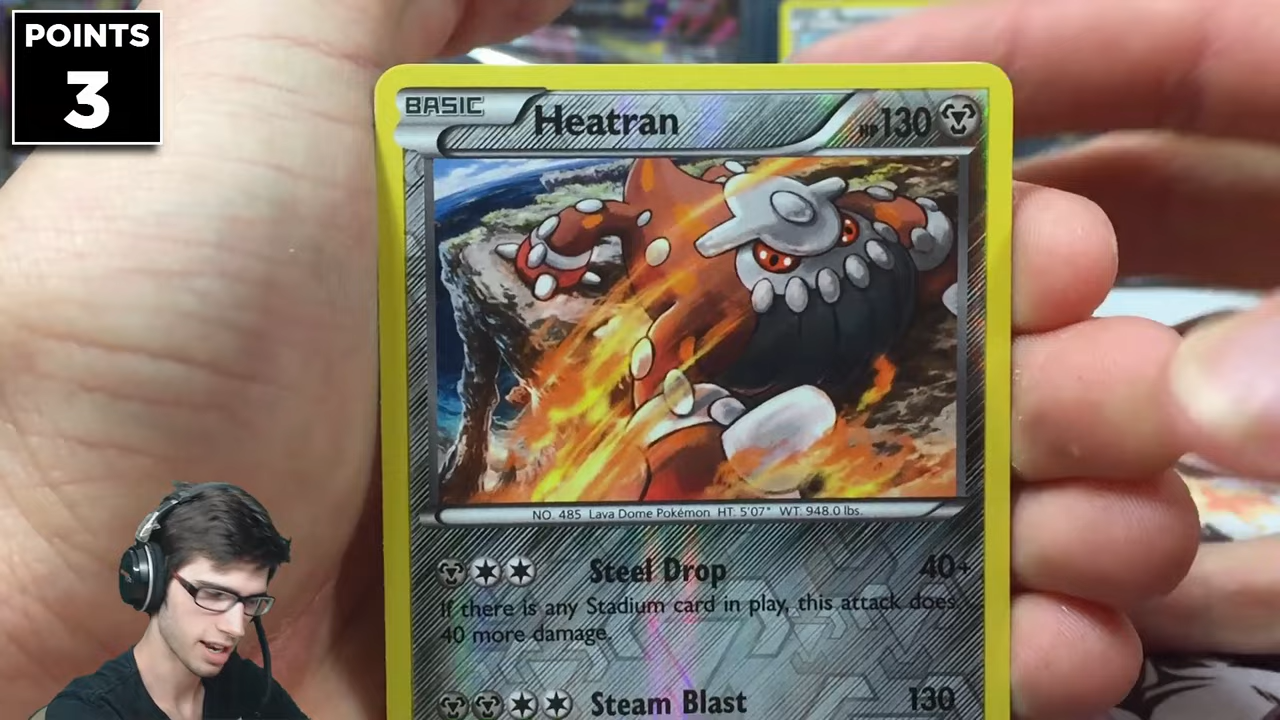 POINTS
3
BASIC
Heatran
HP130
NO. 485 Lava Dome Pokémon HT: 5'07" WT: 948.0 lbs.
Steel Drop 40+
If there is any Stadium card in play, this attack does
40 more damage.
Steam Blast 130